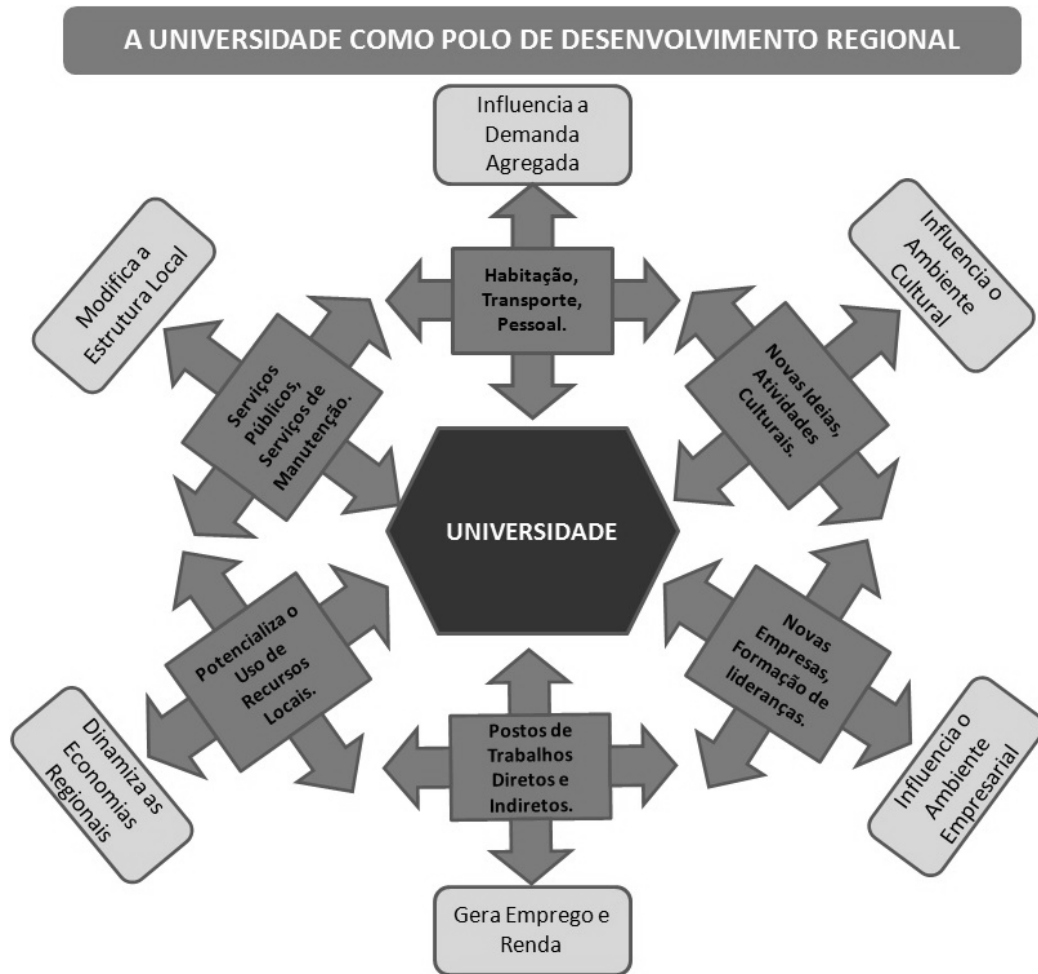 A UNIVERSIDADE COMO POLO DE DESENVOLVIMENTO REGIONAL
Influencia a
Demanda
Agregada
Habitação,
Transporte,
Pessoal.
Influencia o
Ambiente
Cultural
Novas Ideias,
Atividades
Culturais.
Modifica a
Estrutura Local
Serviços
Públicos,
Serviços de
Manutenção.
UNIVERSIDADE
Potencializa o
Uso de
Recursos
Locais.
Dinamiza as
Economias
Regionais
Novas
Empresas,
Formação de
lideranças.
Influencia o
Ambiente
Empresarial
Postos de
Trabalhos
Diretos e
Indiretos.
Gera Emprego e
Renda